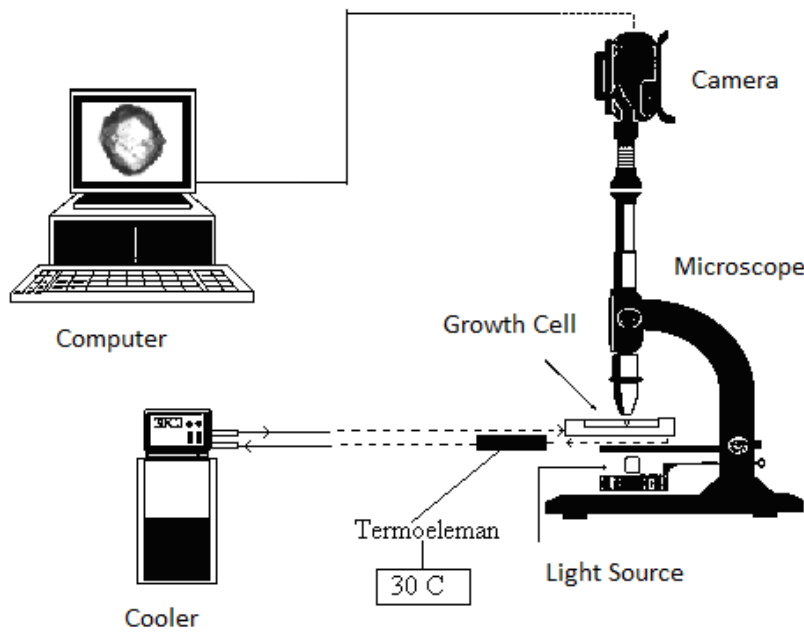 Camera
Microscope
Growth Cell
Computer
Termoeleman
30 C
Light Source
Cooler